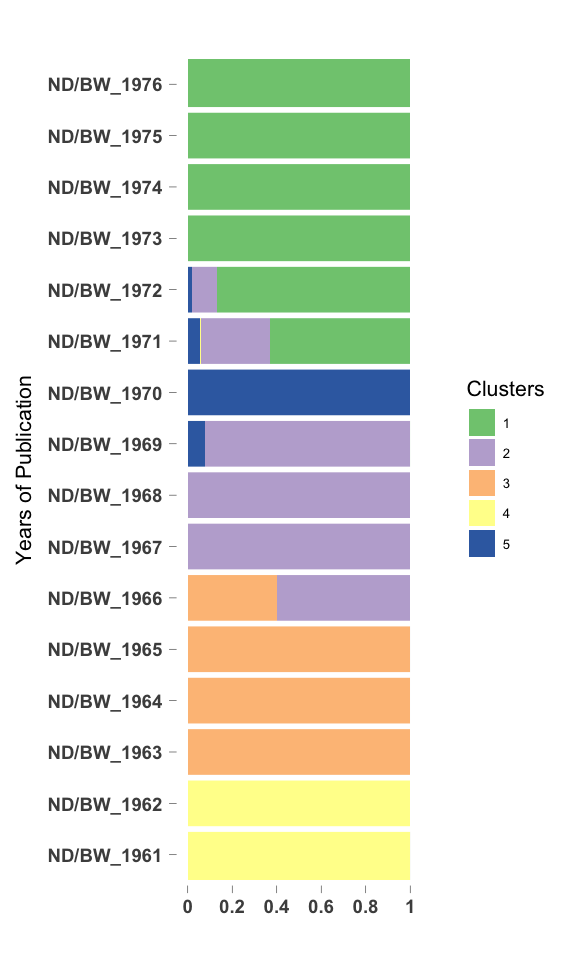 ND/BW_1976
ND/BW_1975
ND/BW_1974
ND/BW_1973
ND/BW_1972
ND/BW_1971
ND/BW_1970
ND/BW_1969
ND/BW_1968
ND/BW_1967
ND/BW_1966
ND/BW_1965
ND/BW_1964
ND/BW_1963
ND/BW_1962
ND/BW_1961
0 0.2 0.4 0.6 0.8 1
Years of Publication
Clusters
1
2
3
4
5